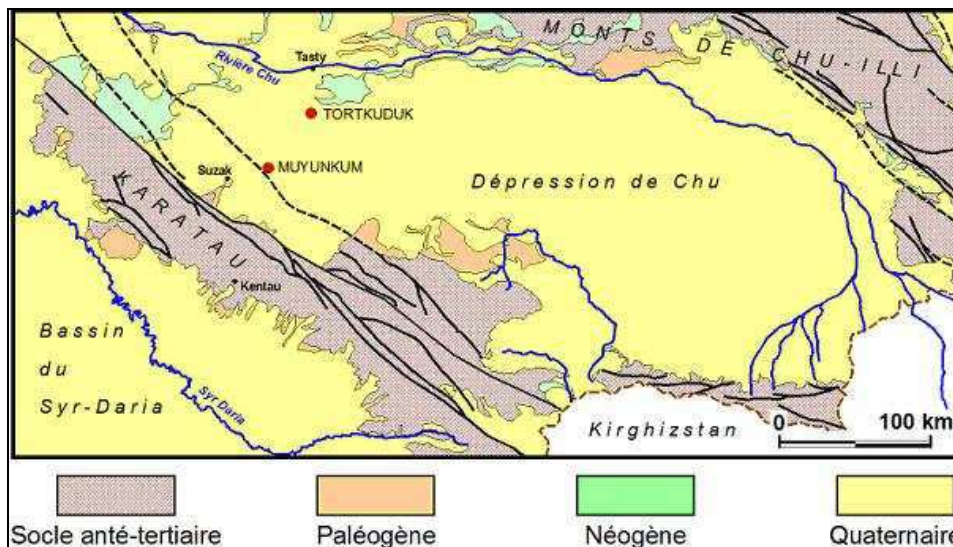 MONTS DE CHU-ILLI
Rivière Chu
Tasty
TORTKUDUK
MUYUNKUM
Suzak
Dépression de Chu
KARATAU
Kentau
Bassin
du
Syr-Daria
Syr Daria
Kirghizstan
0 100 km
Socle anté-tertiaire Paléogène Néogène Quaternaire